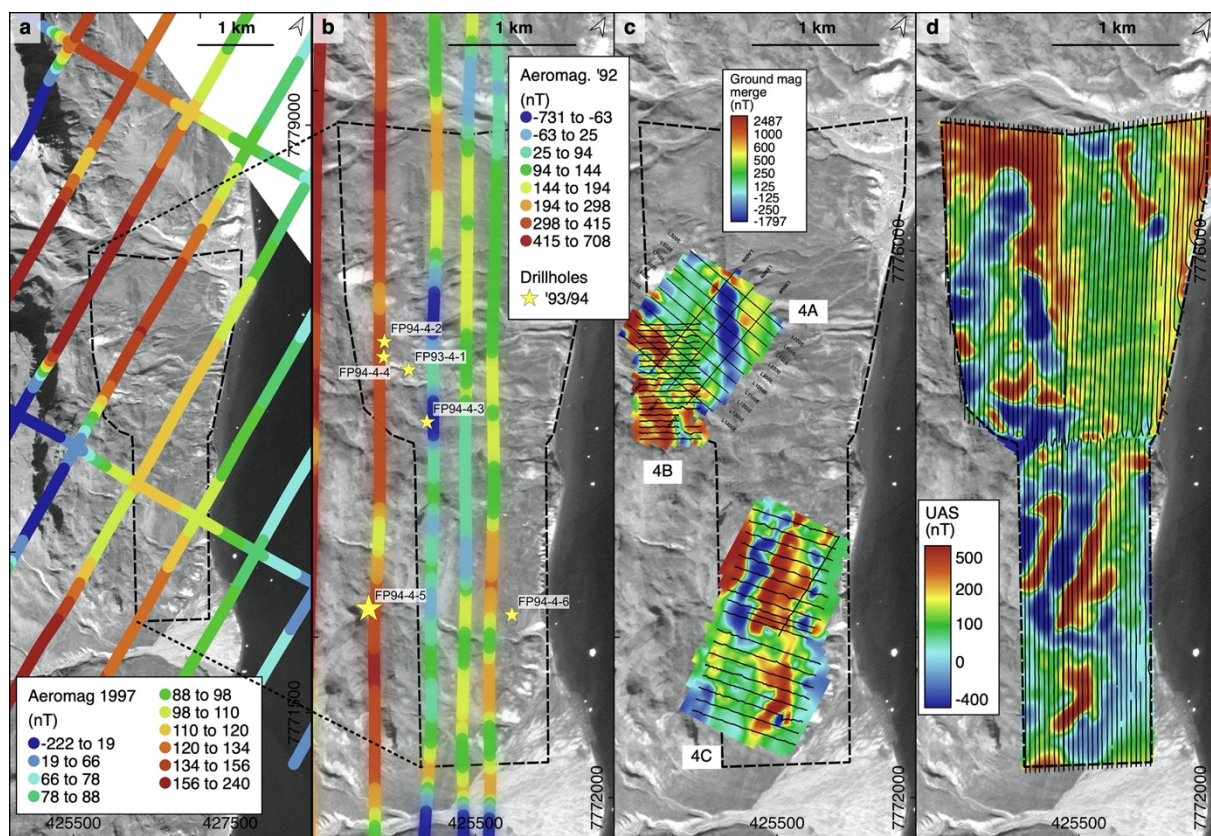 a
1 km
7779000
7771500
425500
427500
Aeromag 1997
(nT)
-222 to 19
19 to 66
66 to 78
78 to 88
88 to 98
98 to 110
110 to 120
120 to 134
134 to 156
156 to 240
b
1 km
Aeromag. '92
(nT)
-731 to -63
-63 to 25
25 to 94
94 to 144
144 to 194
194 to 298
298 to 415
415 to 708
Drillholes
'93/94
FP94-4-2
FP94-4-4
FP93-4-1
FP94-4-3
FP94-4-5
FP94-4-6
425500
7776000
7772000
c
1 km
Ground mag
merge
(nT)
2487
1000
600
500
250
125
-125
-250
-1797
4A
4B
4C
425500
7776000
7772000
d
1 km
UAS
(nT)
500
200
100
0
-400
425500